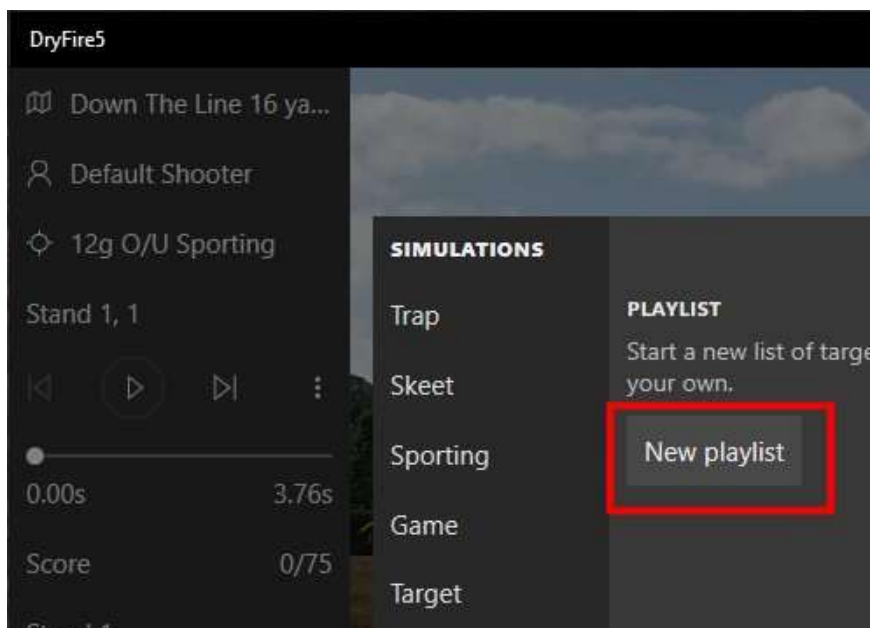 DryFire5
Down The Line 16 ya...
Default Shooter
12g O/U Sporting
Stand 1, 1
0.00s 3.76s
Score 0/75
SIMULATIONS
Trap
Skeet
Sporting
Game
Target
PLAYLIST
Start a new list of targe
your own.
New playlist